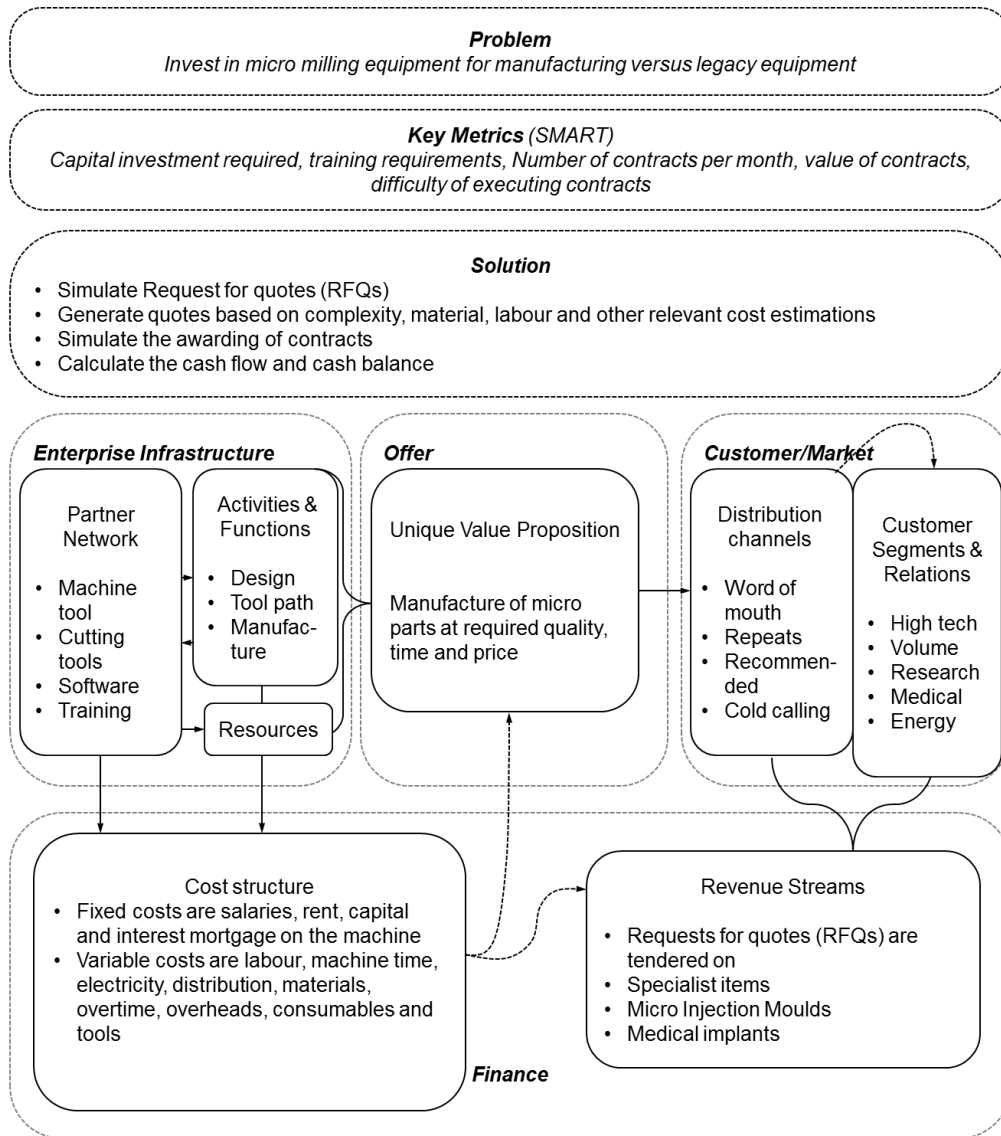 Problem
Invest in micro milling equipment for manufacturing versus legacy equipment
Key Metrics (SMART)
Capital investment required, training requirements, Number of contracts per month, value of contracts,
difficulty of executing contracts
Solution
• Simulate Request for quotes (RFQs)
• Generate quotes based on complexity, material, labour and other relevant cost estimations
• Simulate the awarding of contracts
• Calculate the cash flow and cash balance
Enterprise Infrastructure
Partner
Network
• Machine
tool
• Cutting
tools
• Software
• Training
Activities &
Functions
• Design
• Tool path
• Manufac-
ture
Resources
Offer
Unique Value Proposition
Manufacture of micro
parts at required quality,
time and price
Customer/Market
Distribution
channels
• Word of
mouth
• Repeats
• Recommen-
ded
• Cold calling
Customer
Segments &
Relations
• High tech
• Volume
• Research
• Medical
• Energy
Cost structure
• Fixed costs are salaries, rent, capital
and interest mortgage on the machine
• Variable costs are labour, machine time,
electricity, distribution, materials,
overtime, overheads, consumables and
tools
Revenue Streams
• Requests for quotes (RFQs) are
tendered on
• Specialist items
• Micro Injection Moulds
• Medical implants
Finance